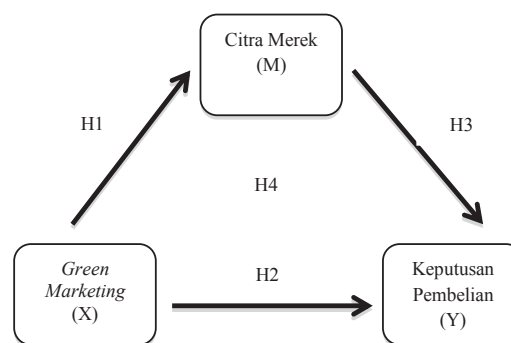 Citra Merek
(M)
H1
H3
H4
Green
Marketing
(X)
H2
Keputusan
Pembelian
(Y)